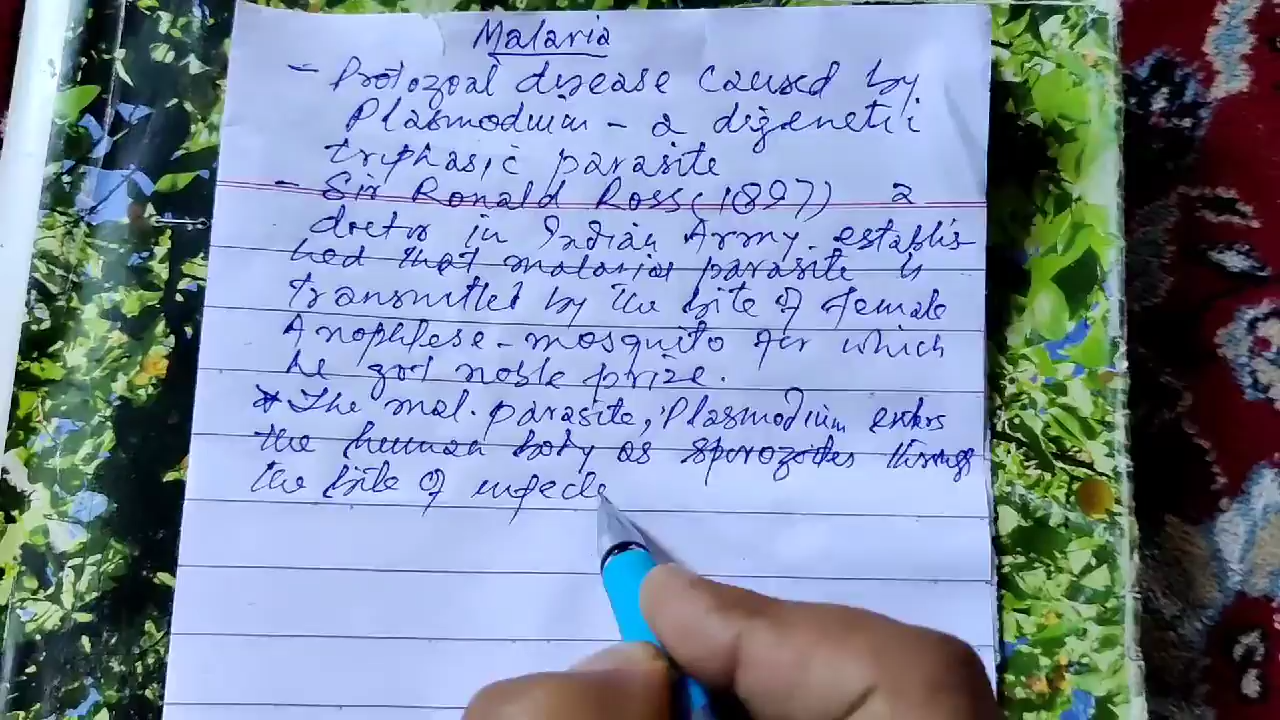 Malaria
- Protozoal disease caused by
Plasmodium - a digenetic
triphasic parasite
- Sir Ronald Ross (1897) a
doctor in Indian Army. establis
hed that malarial parasite is
transmitted by the bite of female
Anophlese - mosquito for which
he got noble prize.
* The mal. parasite, Plasmodium enters
the human body as sporozoites through
the bite of infecte